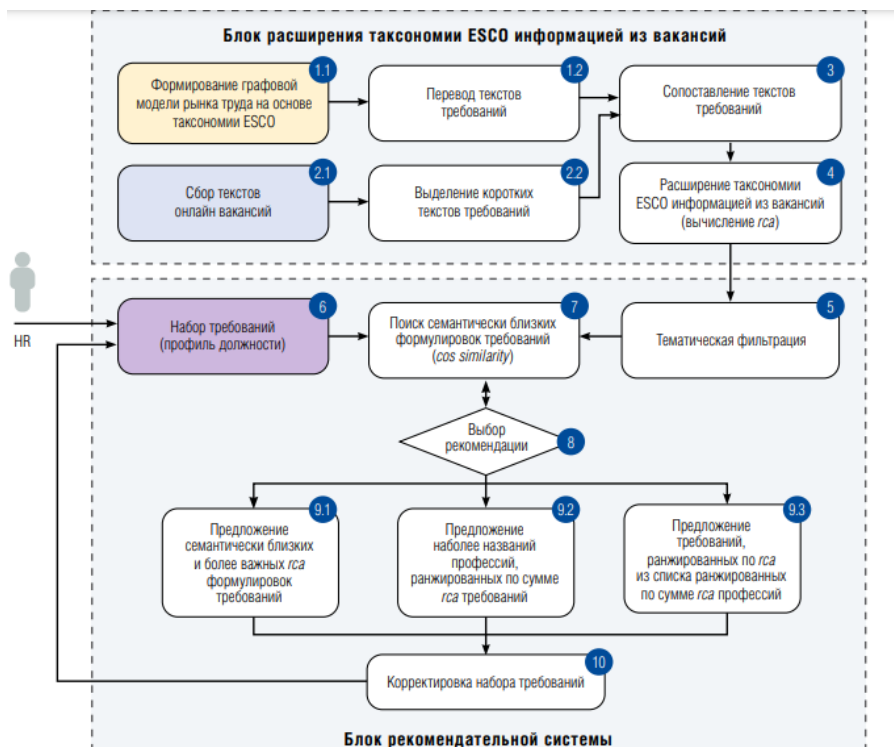 Блок расширения таксономии ESCO информацией из вакансий
1.1
Формирование графовой
модели рынка труда на основе
таксономии ESCO
1.2
Перевод текстов
требований
3
Сопоставление текстов
требований
2.1
Сбор текстов
онлайн вакансий
2.2
Выделение коротких
текстов требований
4
Расширение таксономии
ESCO информацией из вакансий
(вычисление rca)
HR
6
Набор требований
(профиль должности)
7
Поиск семантически близких
формулировок требований
(cos similarity)
5
Тематическая фильтрация
Выбор
рекомендации
8
9.1
Предложение
семантически близких
и более важных rca
формулировок
требований
9.2
Предложение
наболее названий
профессий,
ранжированных по сумме
rca требований
9.3
Предложение
требований,
ранжированных по rca
из списка ранжированных
по сумме rca профессий
10
Корректировка набора требований
Блок рекомендательной системы